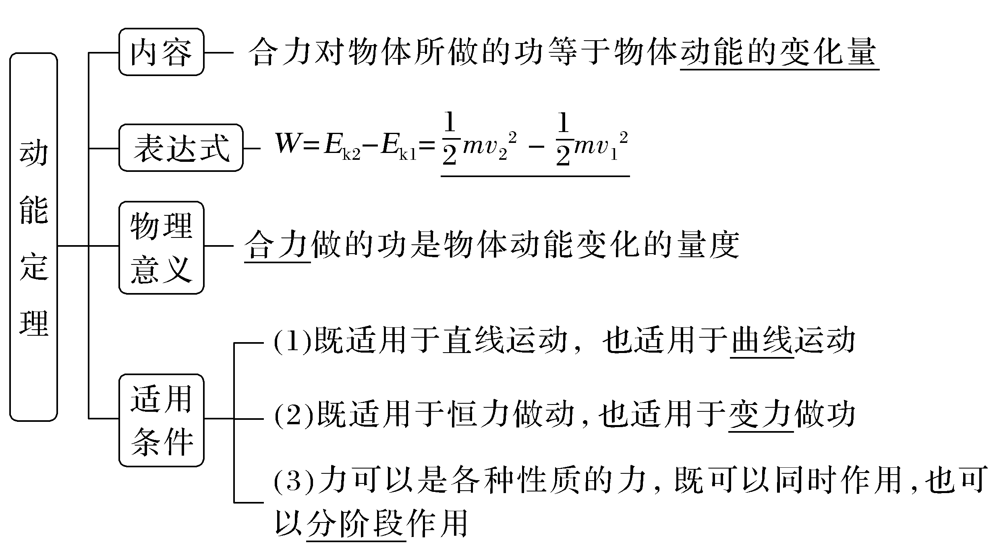 动能定理
内容
合力对物体所做的功等于物体动能的变化量
表达式
W=Ek2−Ek1=1/2mv₂²−1/2mv₁²
物理
意义
合力做的功是物体动能变化的量度
适用
条件
(1)既适用于直线运动，也适用于曲线运动
(2)既适用于恒力做动,也适用于变力做功
(3)力可以是各种性质的力,既可以同时作用,也可
以分阶段作用